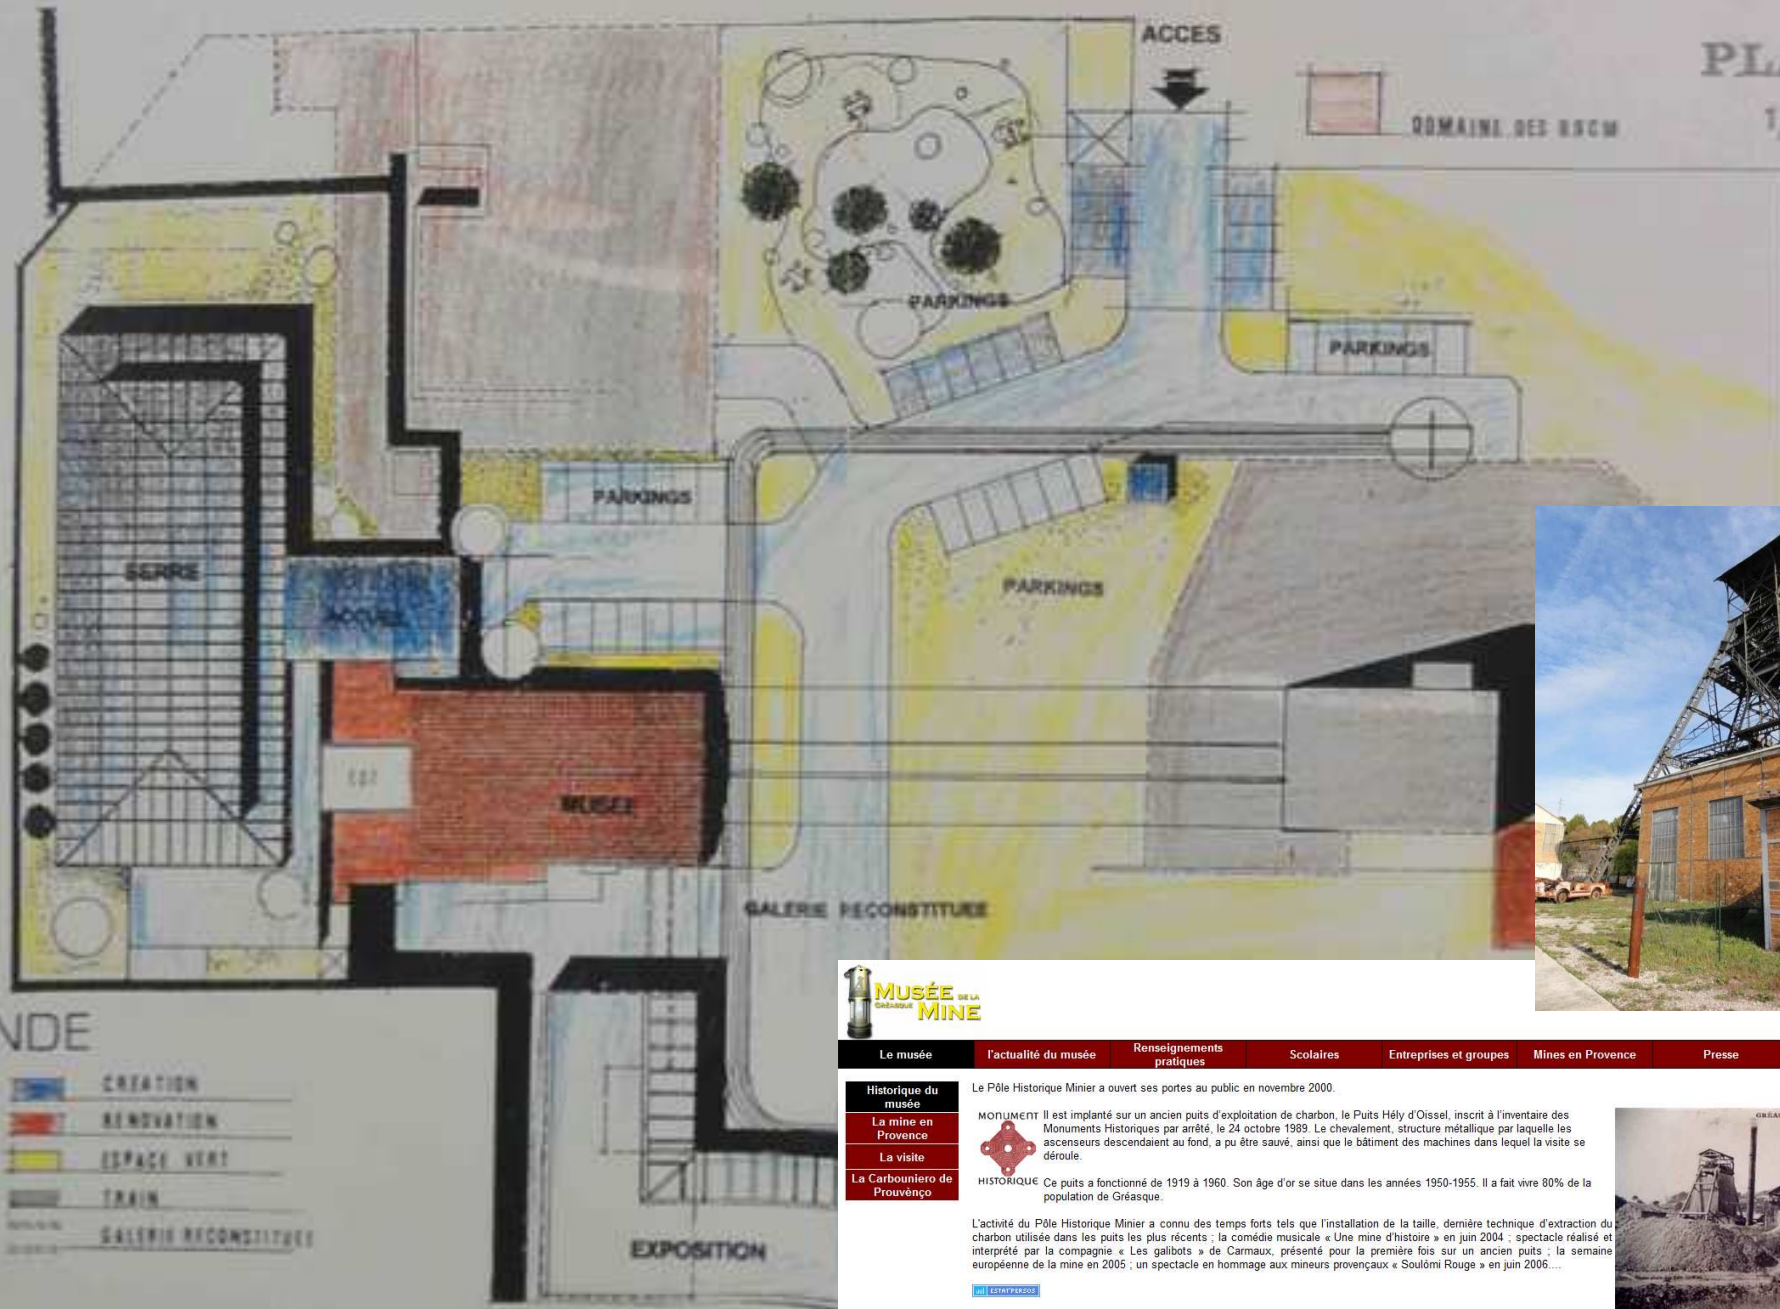 ACCES
PLA
DOMAINE DES
PARKINGS
PARKINGS
PARKINGS
PARKINGS
SERRE
ACCUEIL
MUSEE
GALERIE RECONSTITUEE
EXPOSITION
NDE
CREATION
RENOVATION
ESPACE VERT
TRAIN
GALERIE RECONSTITUEE
MUSÉE DE LA
GRÉASQUE MINE
Le musée
l'actualité du musée
Renseignements
pratiques
Scolaires
Entreprises et groupes
Mines en Provence
Presse
Historique du
musée
La mine en
Provence
La visite
La Carbouniero de
Prouvènço
Le Pôle Historique Minier a ouvert ses portes au public en novembre 2000.
MONUMENT
HISTORIQUE
Il est implanté sur un ancien puits d'exploitation de charbon, le Puits Hély d'Oissel, inscrit à l'inventaire des
Monuments Historiques par arrêté, le 24 octobre 1989. Le chevalement, structure métallique par laquelle les
ascenseurs descendaient au fond, a pu être sauvé, ainsi que le bâtiment des machines dans lequel la visite se
déroule.
Ce puits a fonctionné de 1919 à 1960. Son âge d'or se situe dans les années 1950-1955. Il a fait vivre 80% de la
population de Gréasque.
L'activité du Pôle Historique Minier a connu des temps forts tels que l'installation de la taille, dernière technique d'extraction du
charbon utilisée dans les puits les plus récents ; la comédie musicale « Une mine d'histoire » en juin 2004 ; spectacle réalisé et
interprété par la compagnie « Les galibots » de Carmaux, présenté pour la première fois sur un ancien puits ; la semaine
européenne de la mine en 2005 ; un spectacle en hommage aux mineurs provençaux « Soulòmi Rouge » en juin 2006....
ESTAT PERSOS